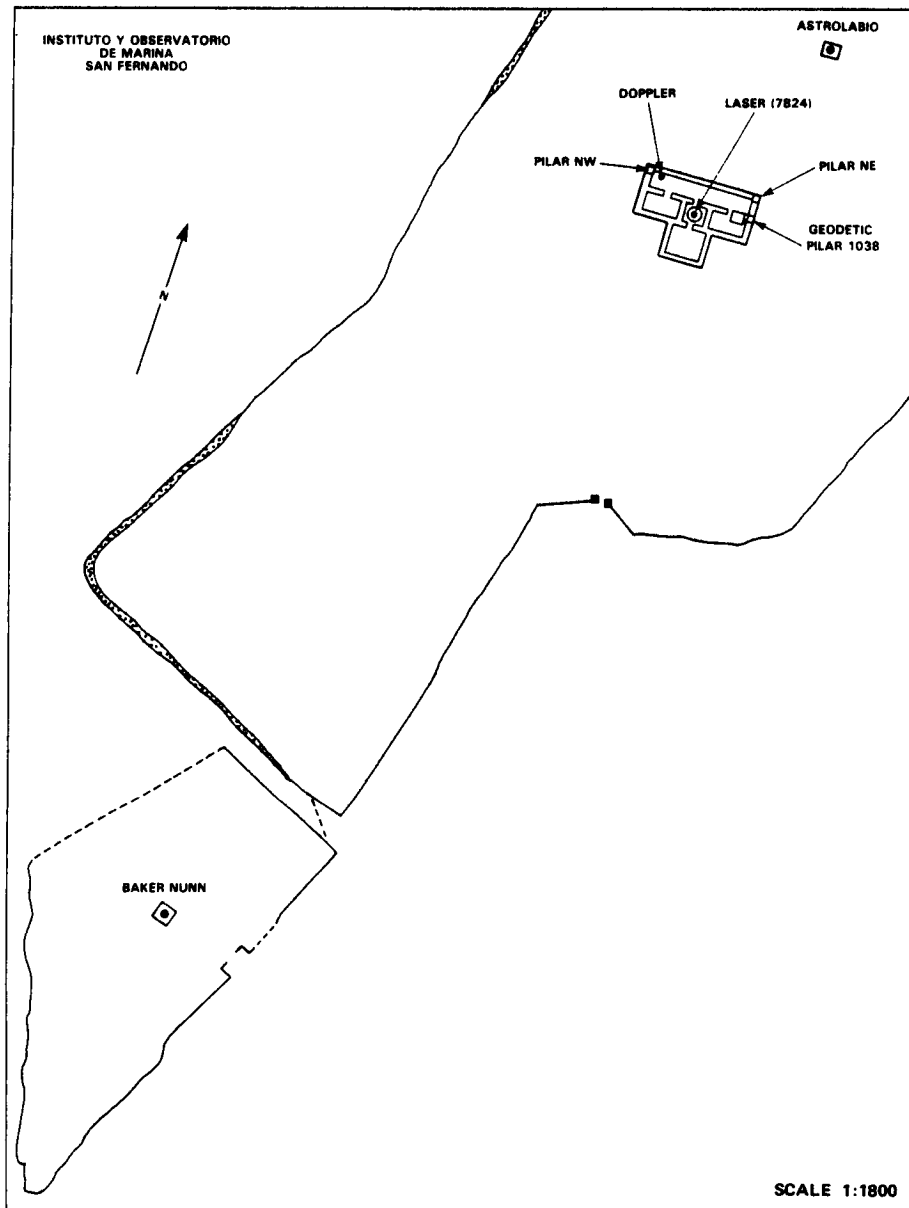 INSTITUTO Y OBSERVATORIO
DE MARINA
SAN FERNANDO
ASTROLABIO
DOPPLER
LASER (7824)
PILAR NW
PILAR NE
GEODETIC
PILAR 1038
N
BAKER NUNN
SCALE 1:1800